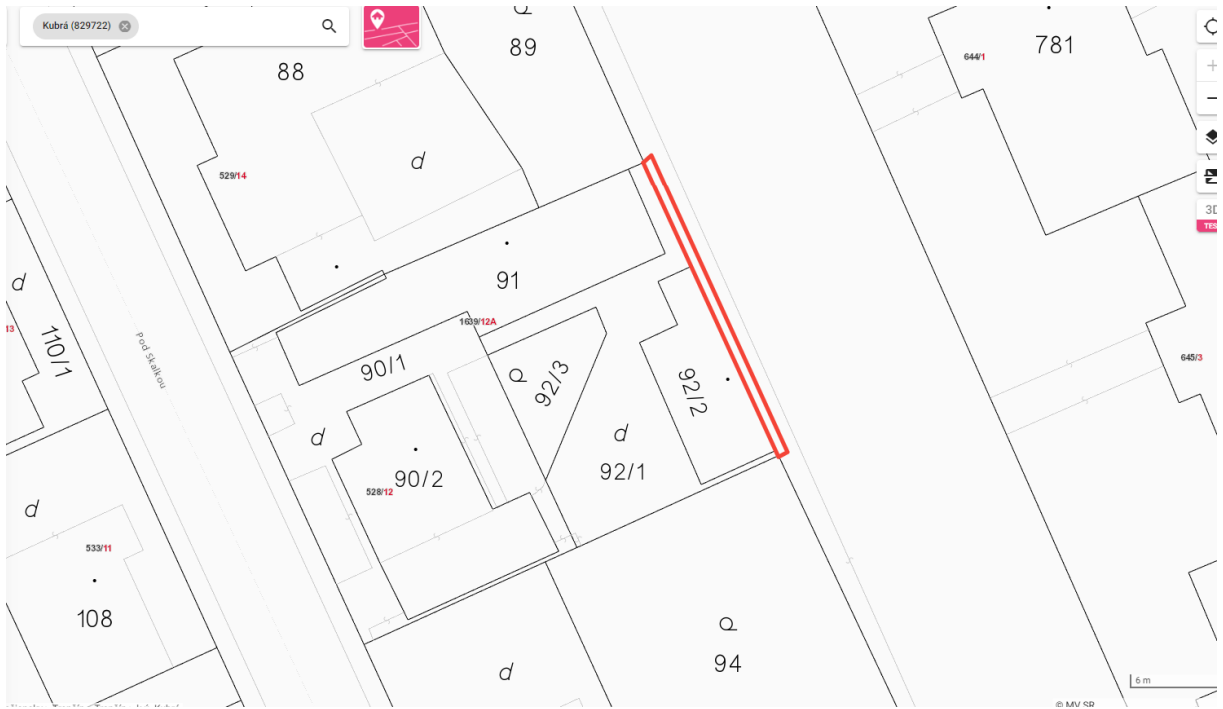 Kubrá (829722)
89
781
644/1
88
d
529/14
3D
TES
91
d
13
110/1
1639/12A
Pod Skalkou
90/1
92/3
645/3
92/2
d
d
92/1
90/2
528/12
d
533/11
108
94
d
6 m
© MV SR